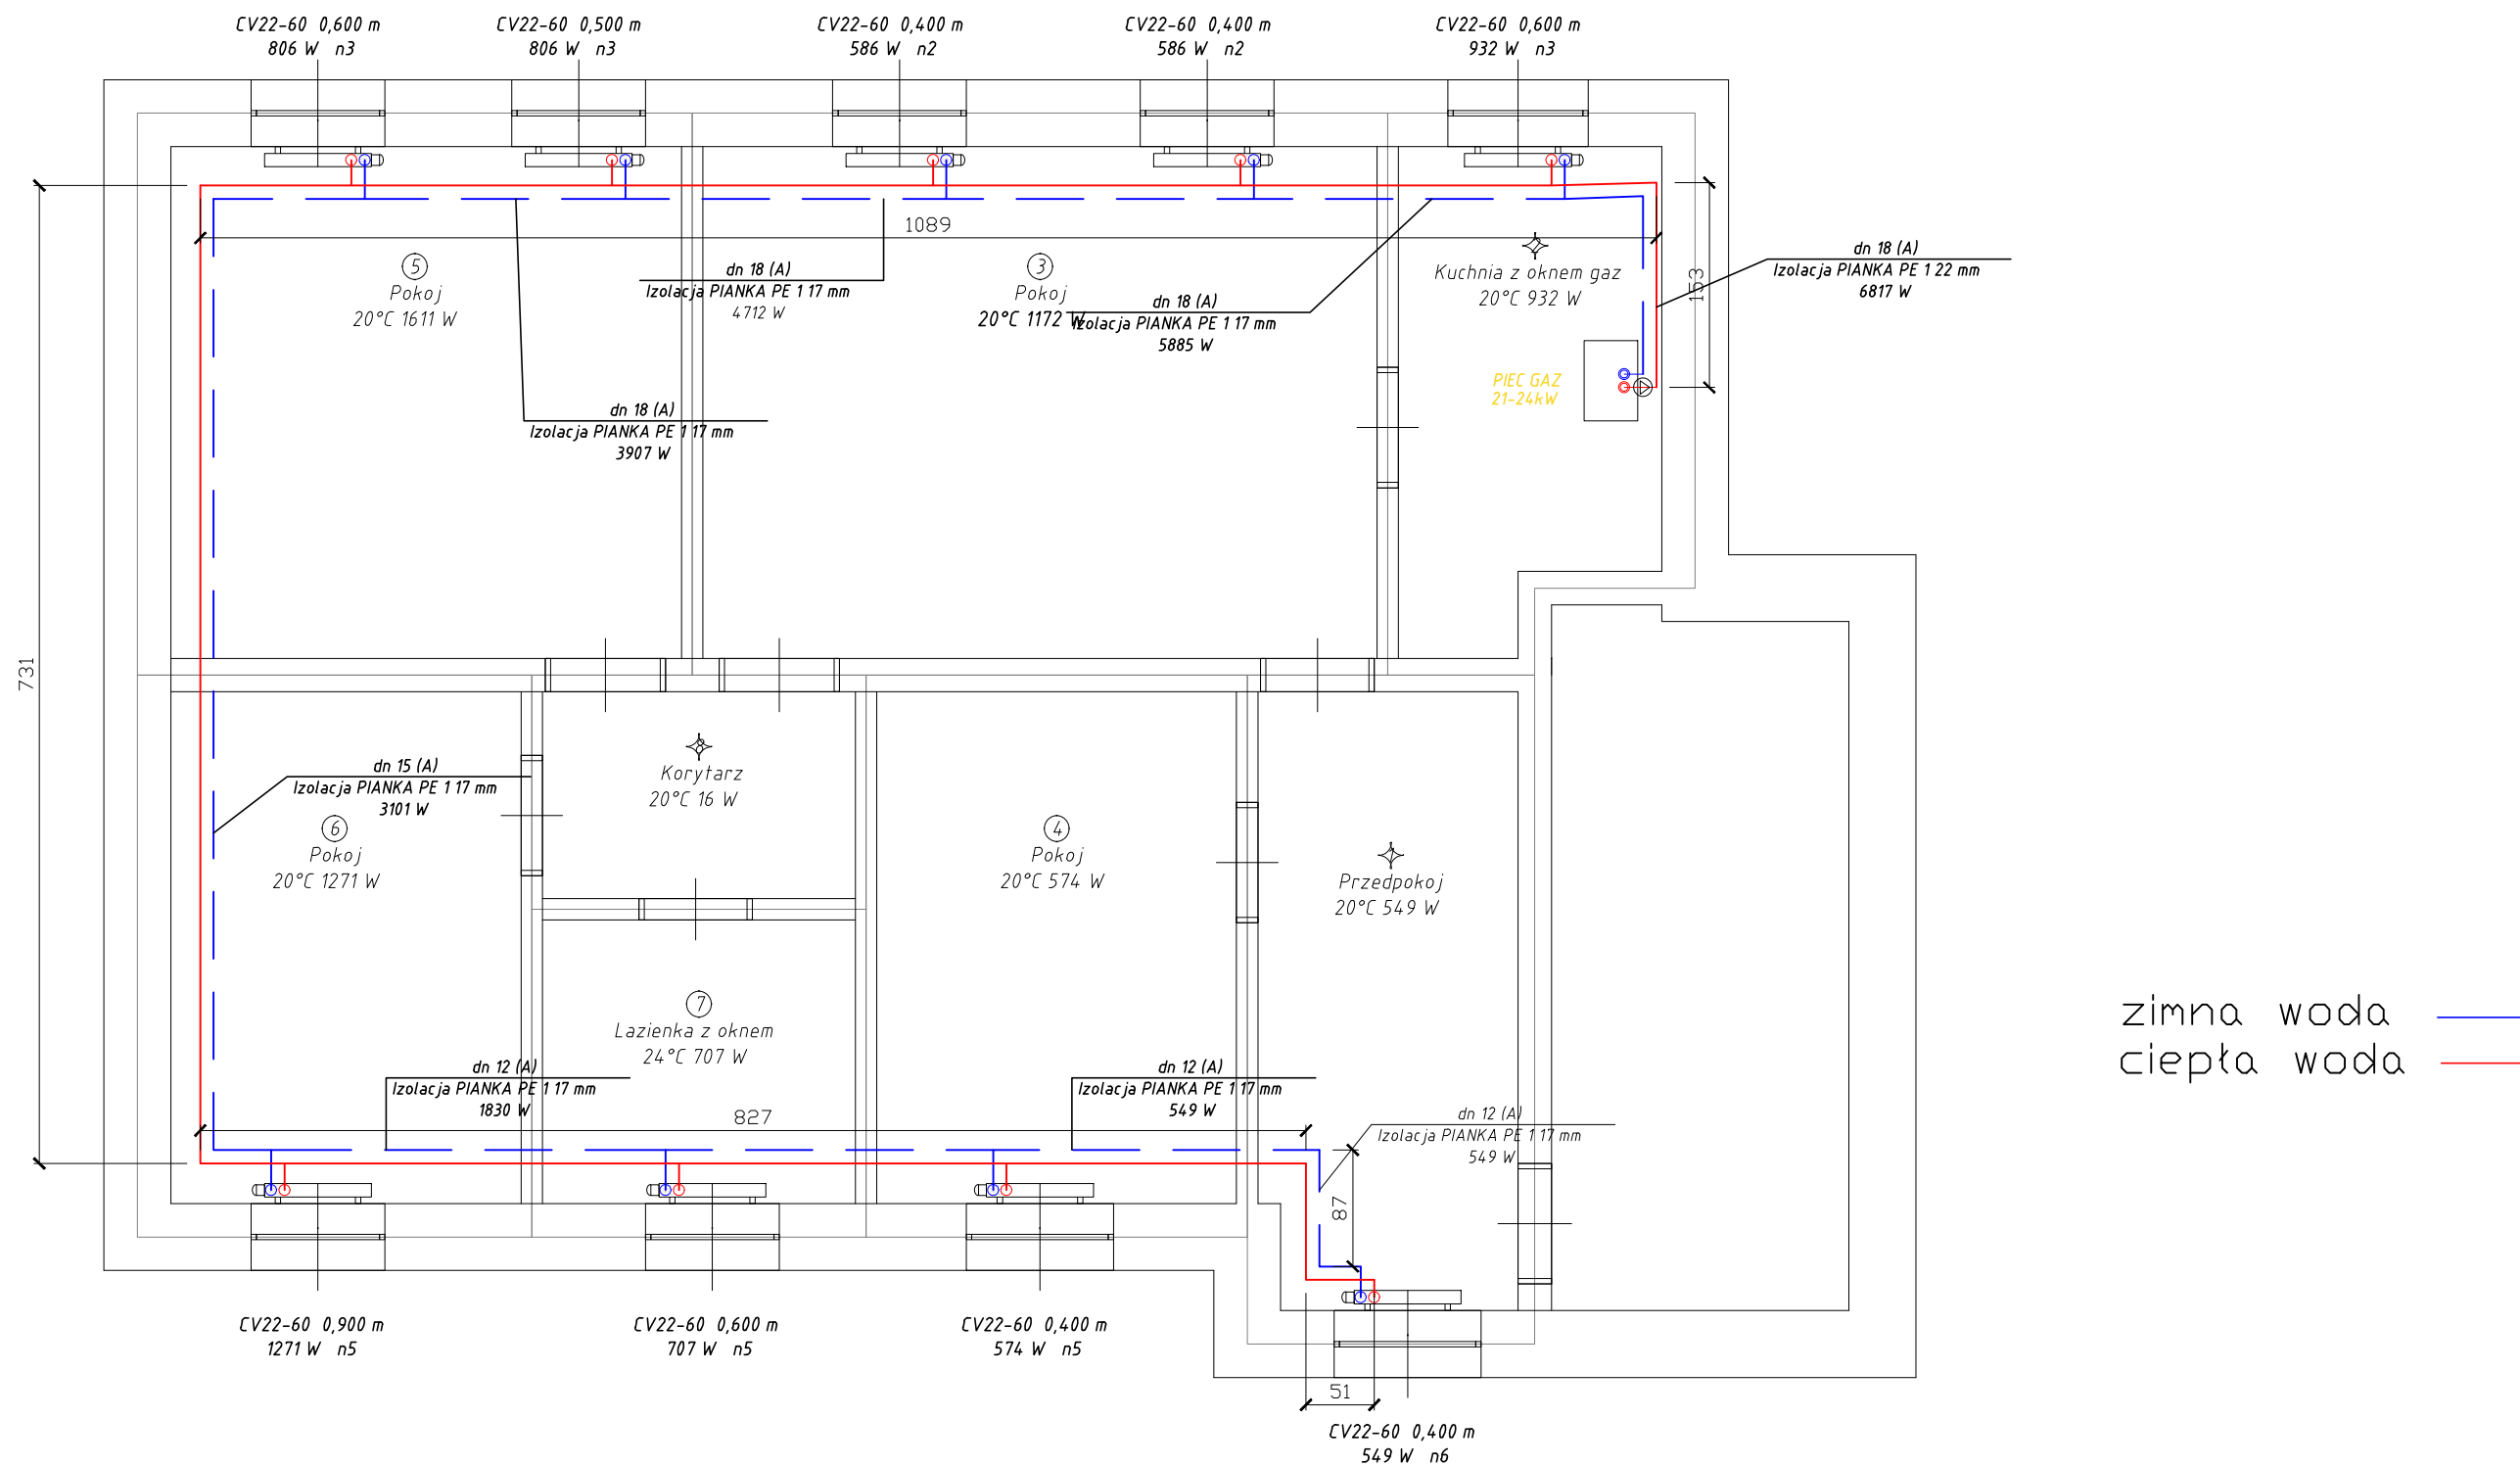 CV22-60 0,600 m
806 W n3
CV22-60 0,500 m
806 W n3
CV22-60 0,400 m
586 W n2
CV22-60 0,400 m
586 W n2
CV22-60 0,600 m
932 W n3
1089
5
Pokoj
20°C 1611 W
dn 18 (A)
Izolacja PIANKA PE 1 17 mm
4712 W
3
Pokoj
20°C 1172 W
dn 18 (A)
Izolacja PIANKA PE 1 17 mm
5885 W
2
Kuchnia z oknem gaz
20°C 932 W
153
dn 18 (A)
Izolacja PIANKA PE 1 22 mm
6817 W
PIEC GAZ
21-24kW
dn 18 (A)
Izolacja PIANKA PE 1 17 mm
3907 W
731
dn 15 (A)
Izolacja PIANKA PE 1 17 mm
3101 W
8
Korytarz
20°C 16 W
6
Pokoj
20°C 1271 W
4
Pokoj
20°C 574 W
1
Przedpokoj
20°C 549 W
7
Lazienka z oknem
24°C 707 W
zimna woda
ciepła woda
dn 12 (A)
Izolacja PIANKA PE 1 17 mm
1830 W
827
dn 12 (A)
Izolacja PIANKA PE 1 17 mm
549 W
dn 12 (A)
Izolacja PIANKA PE 1 17 mm
549 W
87
CV22-60 0,900 m
1271 W n5
CV22-60 0,600 m
707 W n5
CV22-60 0,400 m
574 W n5
51
CV22-60 0,400 m
549 W n6